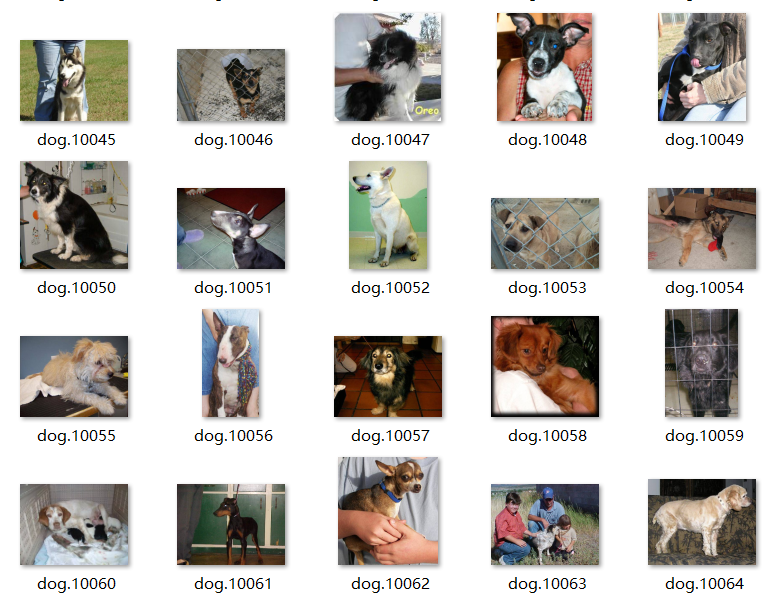 Oreo
dog.10045 dog.10046 dog.10047 dog.10048 dog.10049
dog.10050 dog.10051 dog.10052 dog.10053 dog.10054
dog.10055 dog.10056 dog.10057 dog.10058 dog.10059
dog.10060 dog.10061 dog.10062 dog.10063 dog.10064